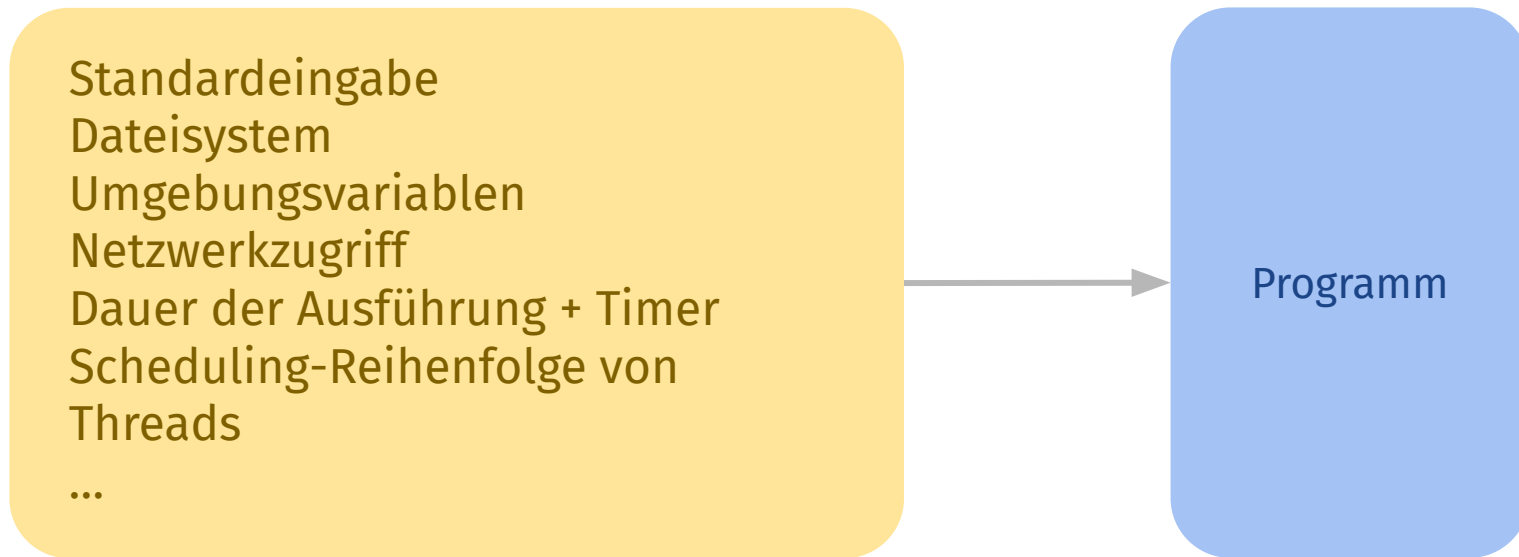 Standardeingabe
Dateisystem
Umgebungsvariablen
Netzwerkzugriff
Dauer der Ausführung + Timer
Scheduling-Reihenfolge von
Threads
...
Programm